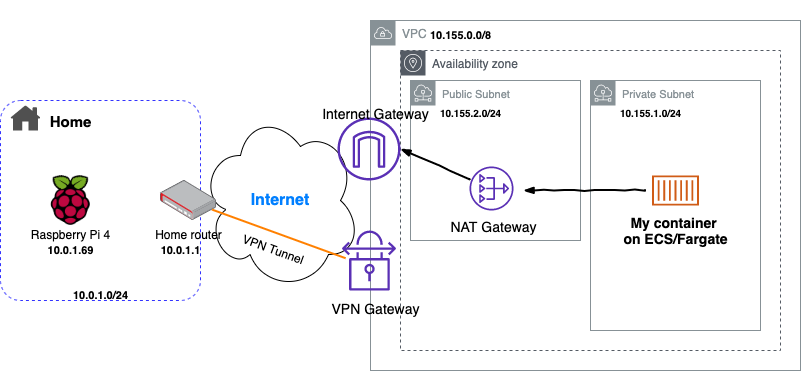 VPC 10.155.0.0/8
Availability zone
Public Subnet
10.155.2.0/24
Private Subnet
10.155.1.0/24
Internet Gateway
Home
Internet
Raspberry Pi 4
10.0.1.69
Home router
10.0.1.1
VPN Tunnel
NAT Gateway
My container
on ECS/Fargate
10.0.1.0/24
VPN Gateway